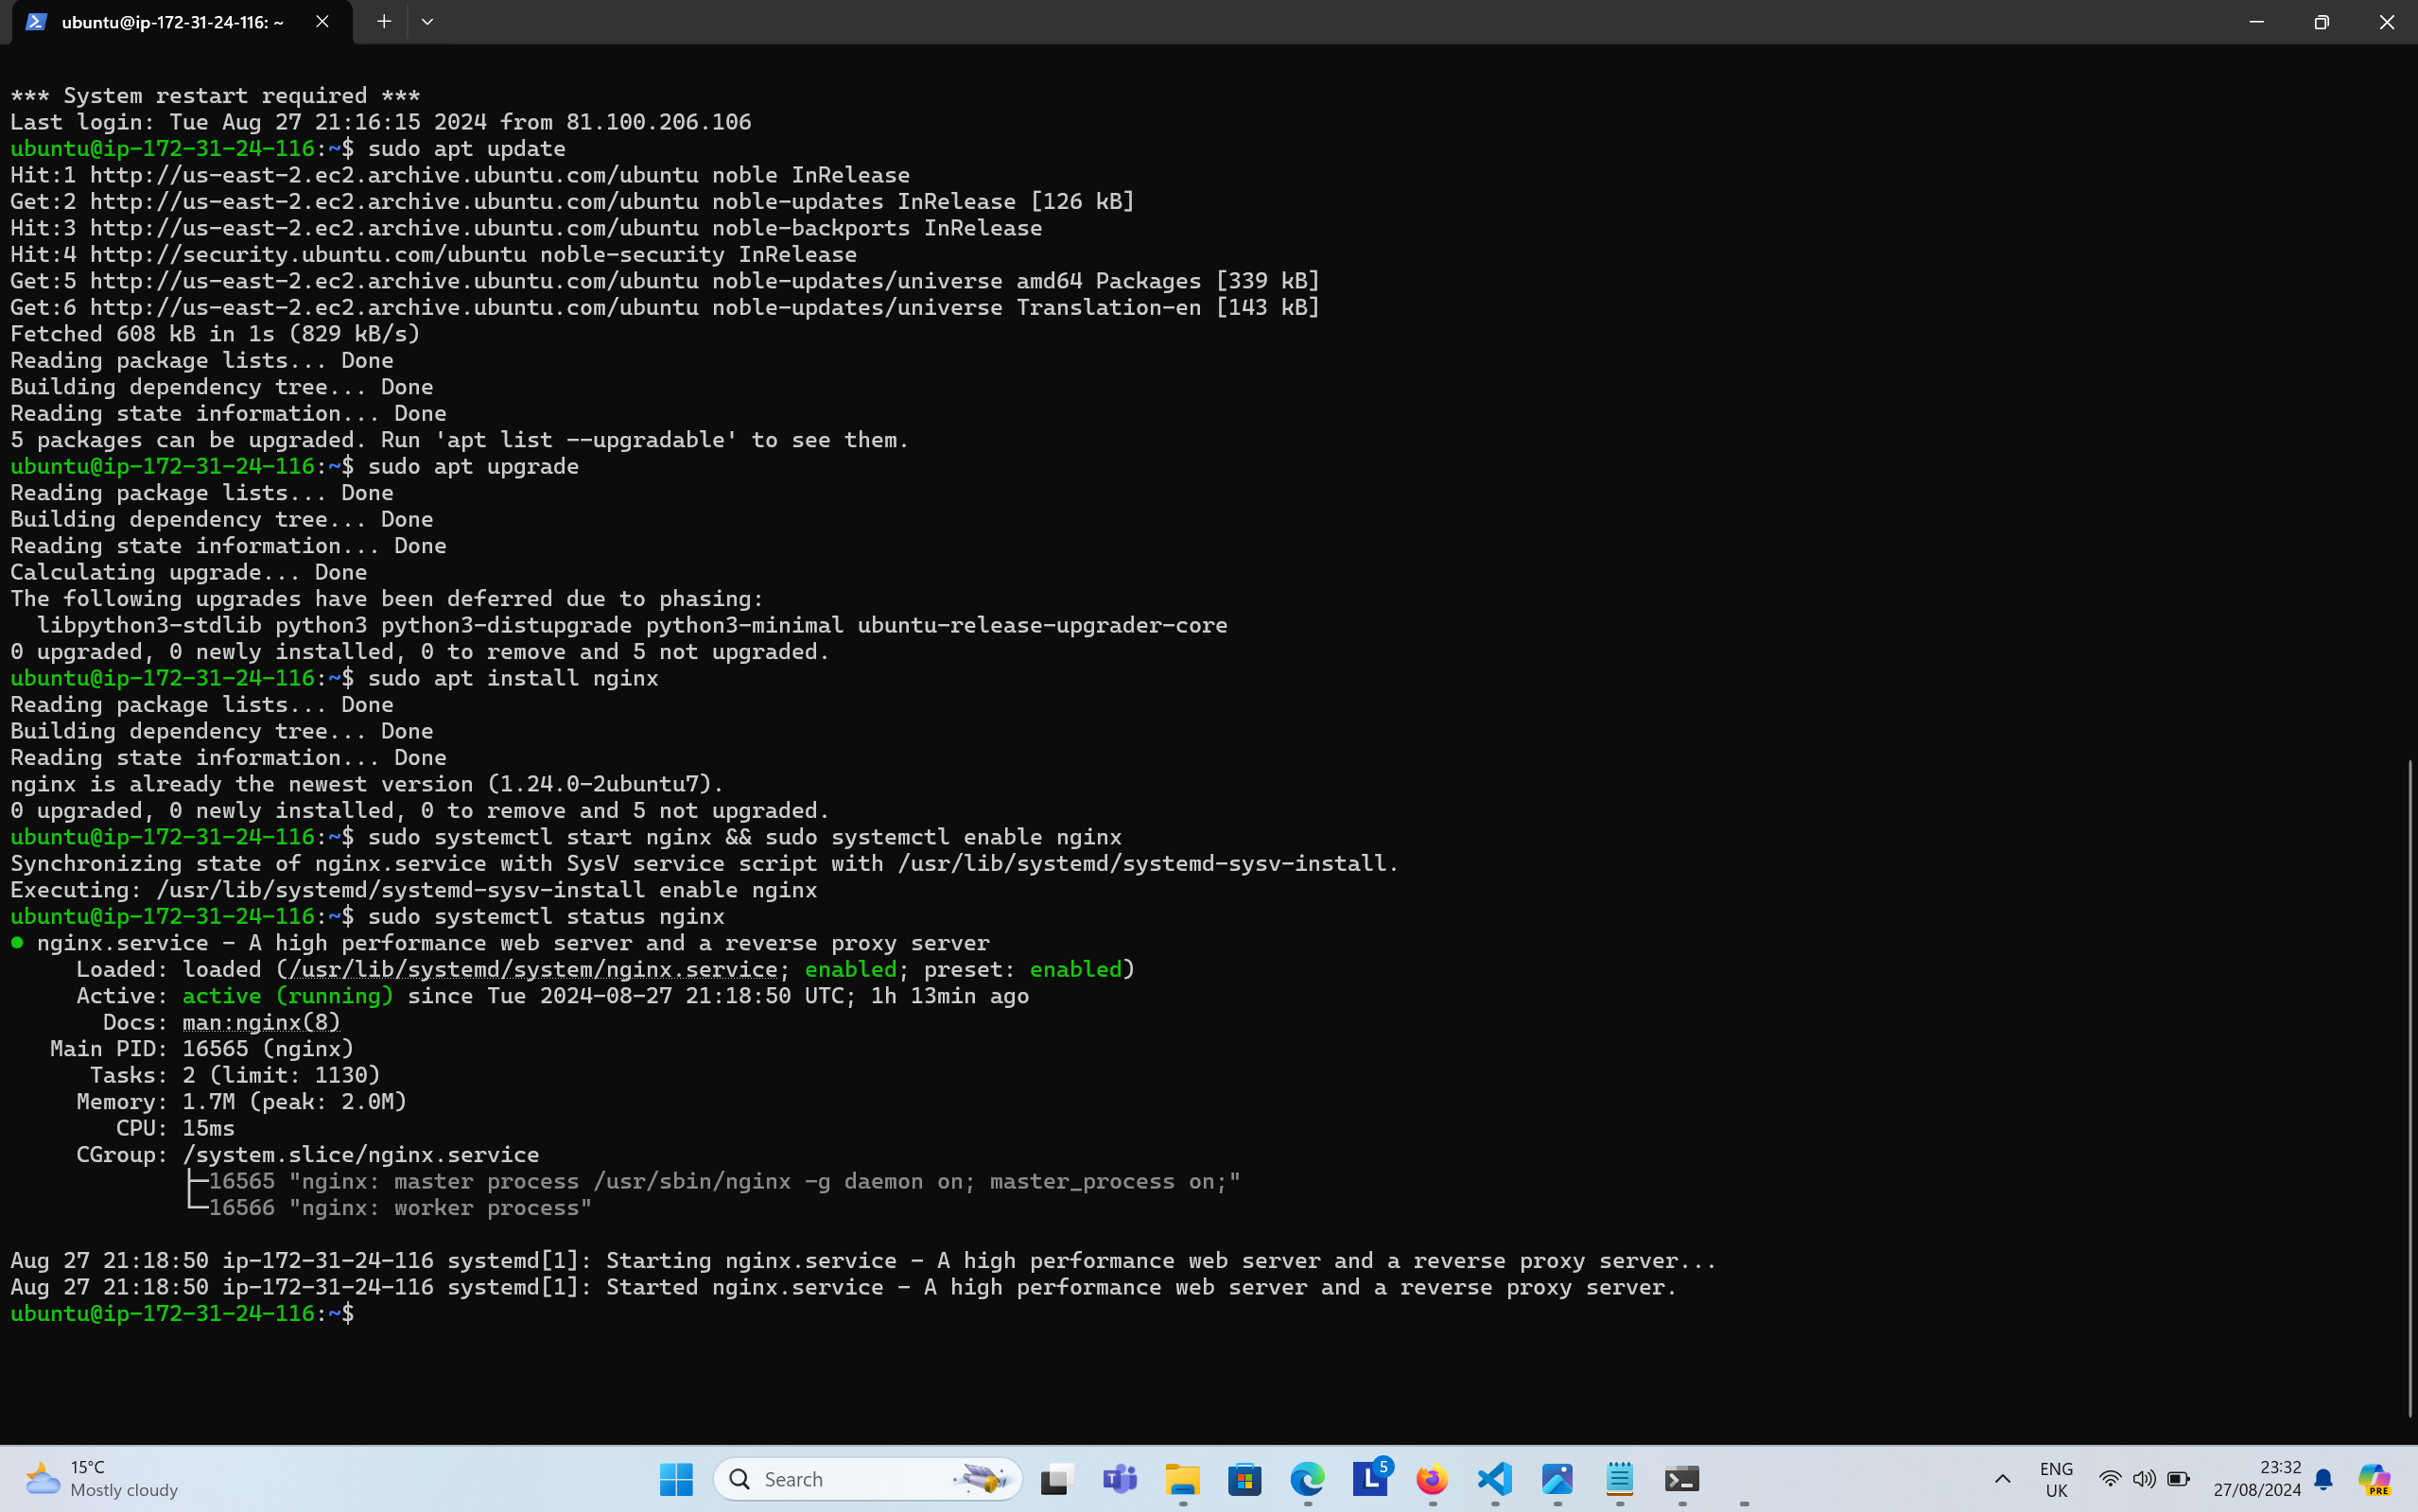 ubuntu@ip-172-31-24-116: ~
*** System restart required ***
Last login: Tue Aug 27 21:16:15 2024 from 81.100.206.106
ubuntu@ip-172-31-24-116:~$ sudo apt update
Hit:1 http://us-east-2.ec2.archive.ubuntu.com/ubuntu noble InRelease
Get:2 http://us-east-2.ec2.archive.ubuntu.com/ubuntu noble-updates InRelease [126 kB]
Hit:3 http://us-east-2.ec2.archive.ubuntu.com/ubuntu noble-backports InRelease
Hit:4 http://security.ubuntu.com/ubuntu noble-security InRelease
Get:5 http://us-east-2.ec2.archive.ubuntu.com/ubuntu noble-updates/universe amd64 Packages [339 kB]
Get:6 http://us-east-2.ec2.archive.ubuntu.com/ubuntu noble-updates/universe Translation-en [143 kB]
Fetched 608 kB in 1s (829 kB/s)
Reading package lists... Done
Building dependency tree... Done
Reading state information... Done
5 packages can be upgraded. Run 'apt list --upgradable' to see them.
ubuntu@ip-172-31-24-116:~$ sudo apt upgrade
Reading package lists... Done
Building dependency tree... Done
Reading state information... Done
Calculating upgrade... Done
The following upgrades have been deferred due to phasing:
  libpython3-stdlib python3 python3-distupgrade python3-minimal ubuntu-release-upgrader-core
0 upgraded, 0 newly installed, 0 to remove and 5 not upgraded.
ubuntu@ip-172-31-24-116:~$ sudo apt install nginx
Reading package lists... Done
Building dependency tree... Done
Reading state information... Done
nginx is already the newest version (1.24.0-2ubuntu7).
0 upgraded, 0 newly installed, 0 to remove and 5 not upgraded.
ubuntu@ip-172-31-24-116:~$ sudo systemctl start nginx && sudo systemctl enable nginx
Synchronizing state of nginx.service with SysV service script with /usr/lib/systemd/systemd-sysv-install.
Executing: /usr/lib/systemd/systemd-sysv-install enable nginx
ubuntu@ip-172-31-24-116:~$ sudo systemctl status nginx
● nginx.service - A high performance web server and a reverse proxy server
     Loaded: loaded (/usr/lib/systemd/system/nginx.service; enabled; preset: enabled)
     Active: active (running) since Tue 2024-08-27 21:18:50 UTC; 1h 13min ago
       Docs: man:nginx(8)
   Main PID: 16565 (nginx)
      Tasks: 2 (limit: 1130)
     Memory: 1.7M (peak: 2.0M)
        CPU: 15ms
     CGroup: /system.slice/nginx.service
             ├─16565 "nginx: master process /usr/sbin/nginx -g daemon on; master_process on;"
             └─16566 "nginx: worker process"
Aug 27 21:18:50 ip-172-31-24-116 systemd[1]: Starting nginx.service - A high performance web server and a reverse proxy server...
Aug 27 21:18:50 ip-172-31-24-116 systemd[1]: Started nginx.service - A high performance web server and a reverse proxy server.
ubuntu@ip-172-31-24-116:~$
15°C
Mostly cloudy
Search
L
5
ENG
UK
23:32
27/08/2024
PRE